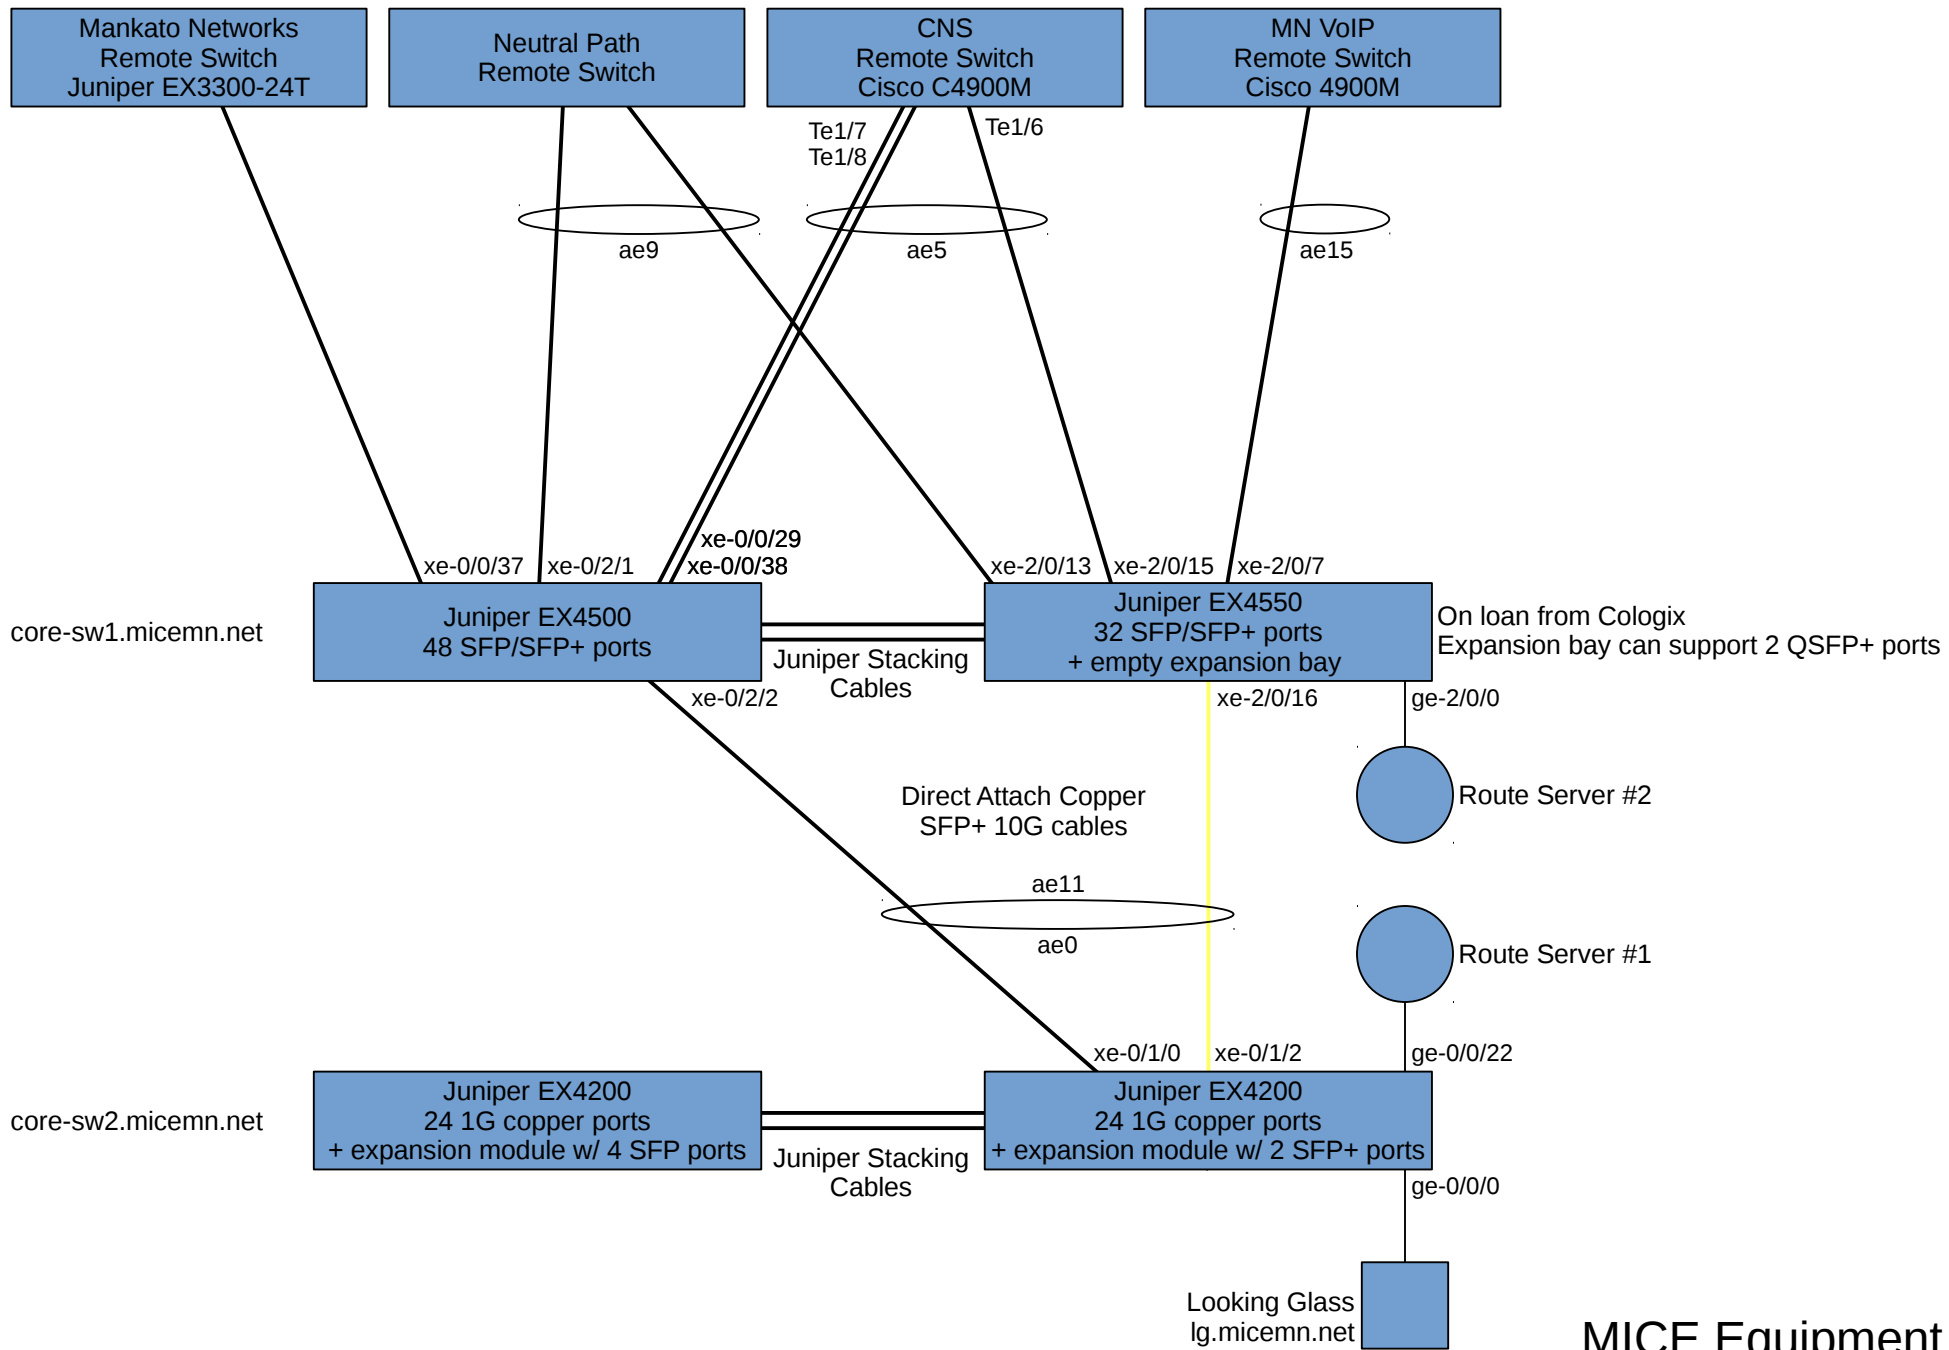 Mankato Networks
Remote Switch
Juniper EX3300-24T
Neutral Path
Remote Switch
CNS
Remote Switch
Cisco C4900M
MN VoIP
Remote Switch
Cisco 4900M
Te1/7
Te1/8
Te1/6
ae9
ae5
ae15
xe-0/0/37
xe-0/2/1
xe-0/0/29
xe-0/0/38
xe-2/0/13
xe-2/0/15
xe-2/0/7
core-sw1.micemn.net
Juniper EX4500
48 SFP/SFP+ ports
Juniper Stacking
Cables
Juniper EX4550
32 SFP/SFP+ ports
+ empty expansion bay
On loan from Cologix
Expansion bay can support 2 QSFP+ ports
xe-0/2/2
xe-2/0/16
ge-2/0/0
Direct Attach Copper
SFP+ 10G cables
Route Server #2
ae11
ae0
Route Server #1
xe-0/1/0
xe-0/1/2
ge-0/0/22
core-sw2.micemn.net
Juniper EX4200
24 1G copper ports
+ expansion module w/ 4 SFP ports
Juniper Stacking
Cables
Juniper EX4200
24 1G copper ports
+ expansion module w/ 2 SFP+ ports
ge-0/0/0
Looking Glass
lg.micemn.net
MICE Equipment